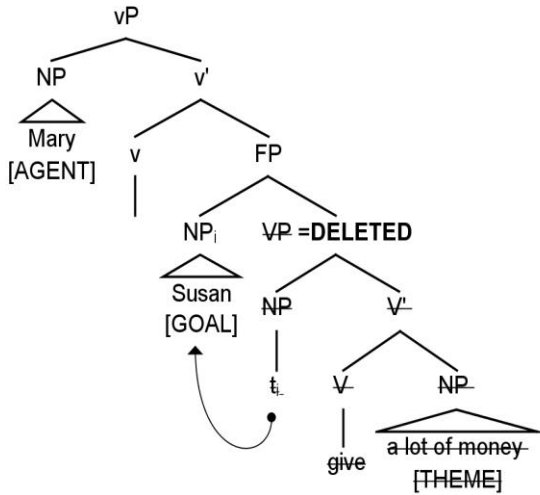 vP
NP v'
Mary
[AGENT]
v FP
NPi VP =DELETED
Susan
[GOAL]
NP V'
ti
V NP
give
a lot of money
[THEME]